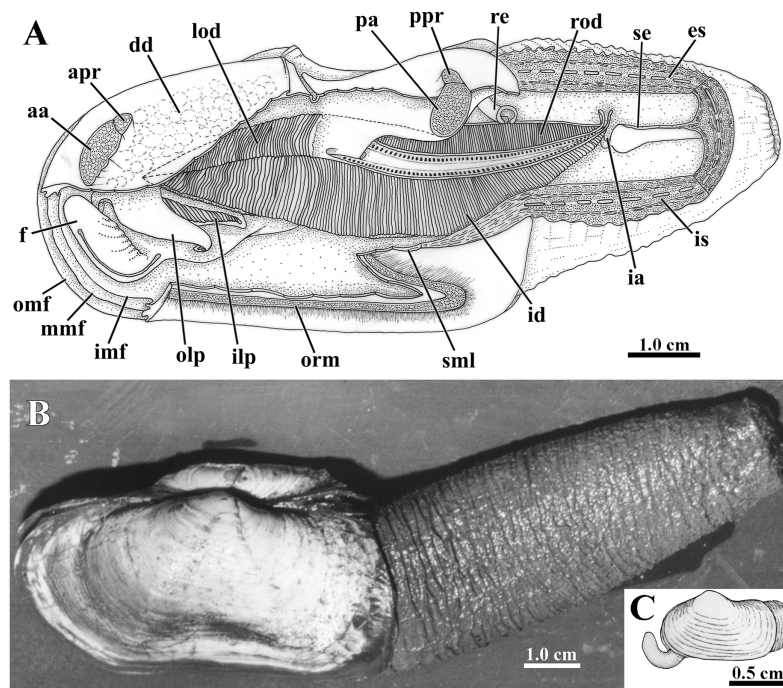 A
apr
dd
lod
pa
ppr
re
rod
se
es
aa
f
omf
mmf
imf
olp
ilp
orm
sml
id
ia
is
1.0 cm
B
1.0 cm
C
0.5 cm